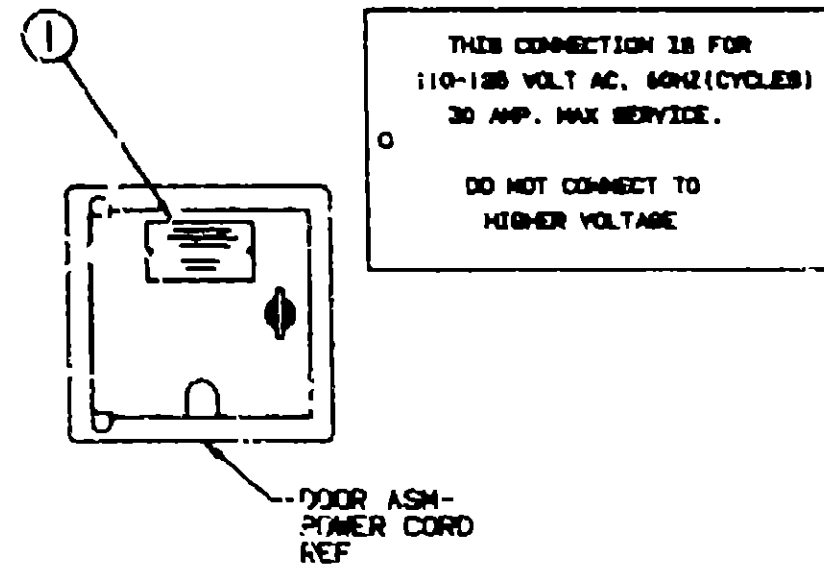 1
THIS CONNECTION IS FOR
110-125 VOLT AC, 60HZ(CYCLES)
30 AMP. MAX SERVICE.
DO NOT CONNECT TO
HIGHER VOLTAGE
DOOR ASM-
POWER CORD
REF